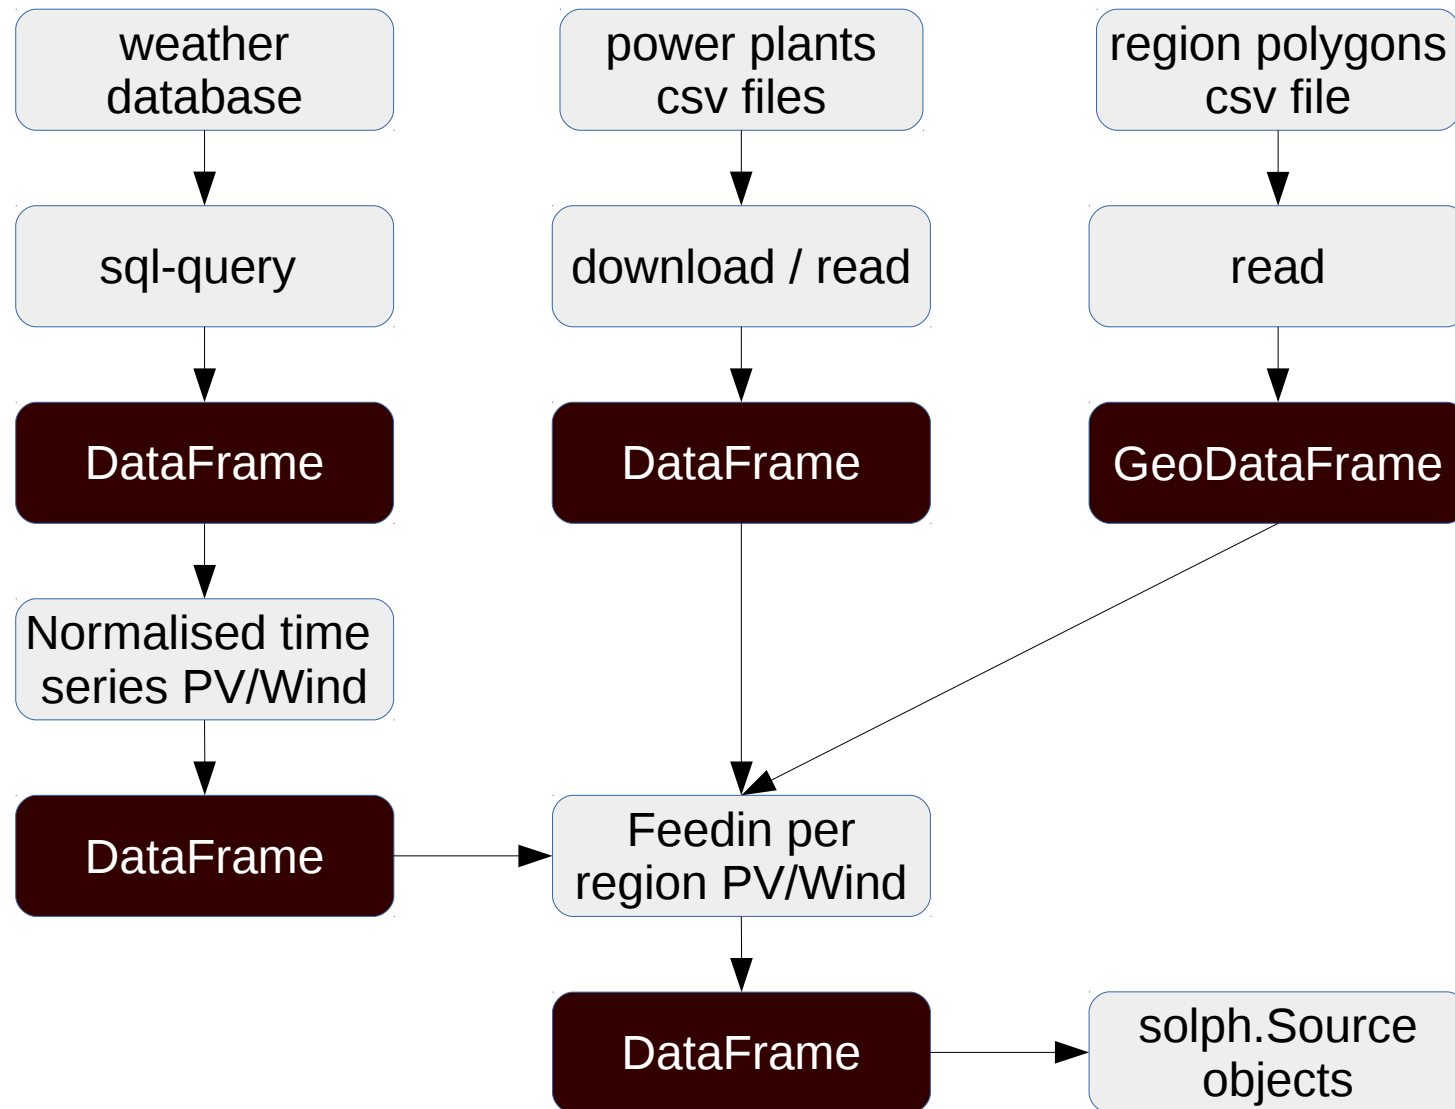 weather
database
power plants
csv files
region polygons
csv file
sql-query
download / read
read
DataFrame
DataFrame
GeoDataFrame
Normalised time
series PV/Wind
DataFrame
Feedin per
region PV/Wind
DataFrame
solph.Source
objects